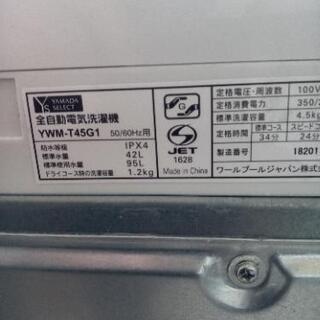 YS YAMADA SELECT
全自動電気洗濯機
YWM-T45G1 50/60Hz用
防水等級 IPX4
標準水量 42L
標準使用水量 95L
ドライコース時の洗濯容量 1.2kg
S G
JET
1628
Made in China
定格電圧・周波数 100V
定格消費電力 350/3
標準洗濯容量 4.5k
定格時間 標準コース スピードコ
34分 24分
製造番号 18201
ワールプールジャパン株式